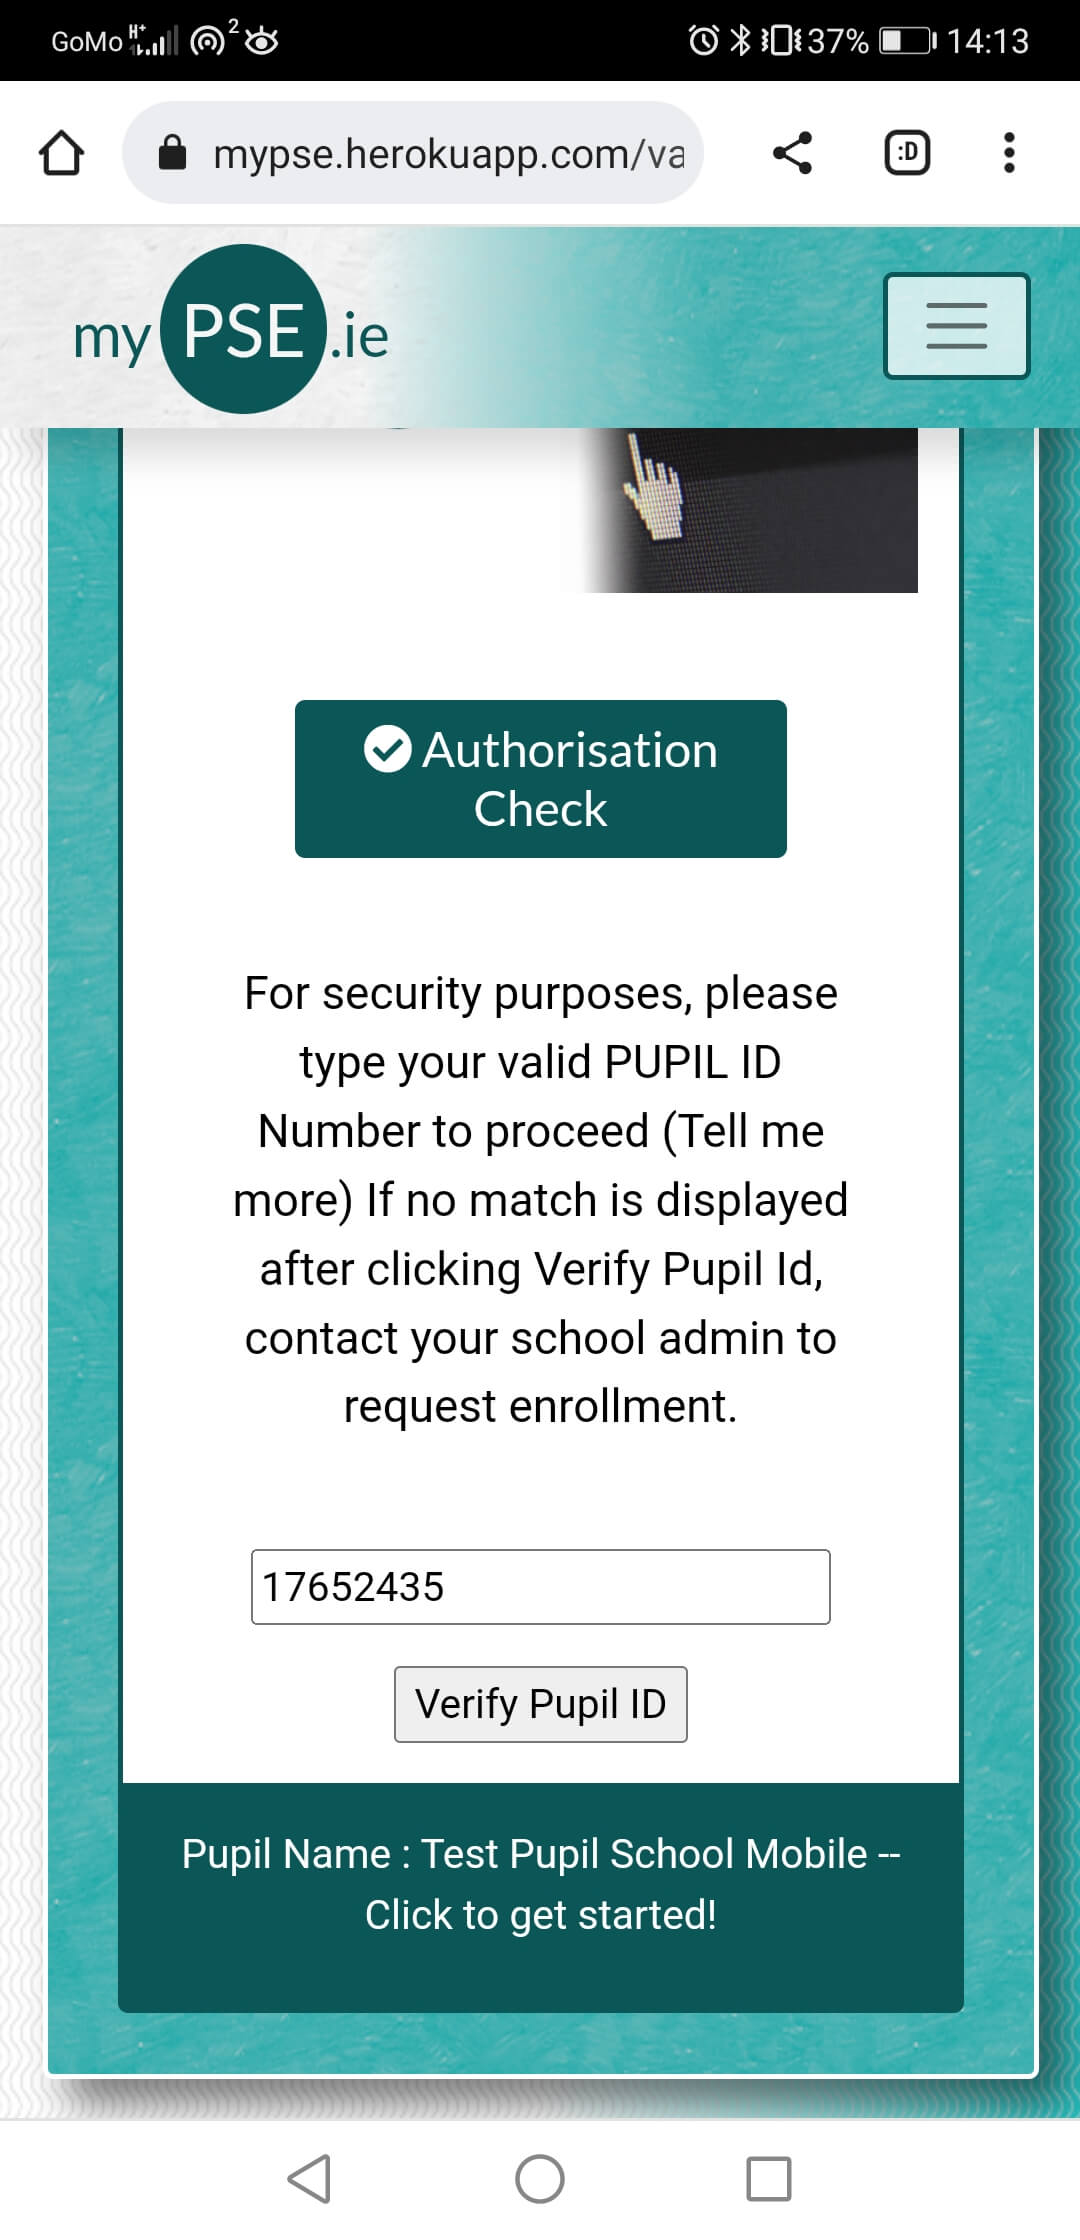 GoMo H+ 2 37% 14:13
mypse.herokuapp.com/va :D
my PSE .ie
Authorisation
Check
For security purposes, please
type your valid PUPIL ID
Number to proceed (Tell me
more) If no match is displayed
after clicking Verify Pupil Id,
contact your school admin to
request enrollment.
17652435
Verify Pupil ID
Pupil Name : Test Pupil School Mobile --
Click to get started!